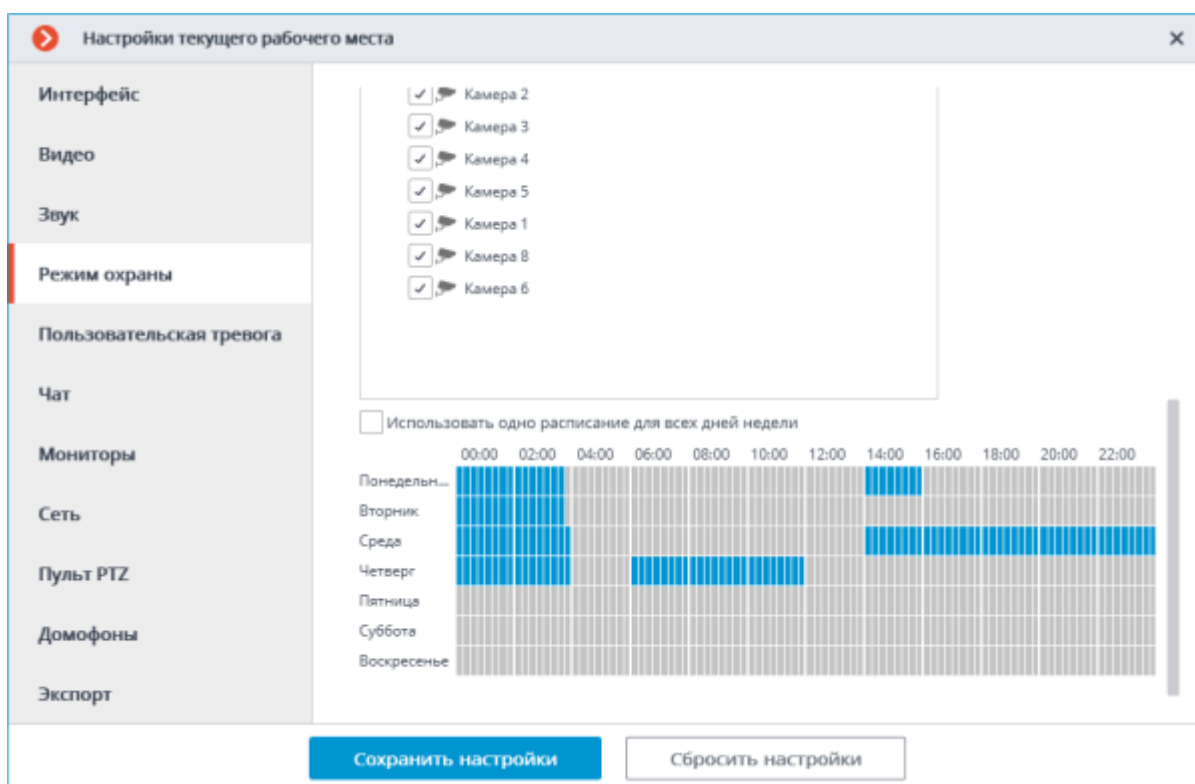 Настройки текущего рабочего места
Интерфейс
Видео
Звук
Режим охраны
Пользовательская тревога
Чат
Мониторы
Сеть
Пульт PTZ
Домофоны
Экспорт
Камера 2
Камера 3
Камера 4
Камера 5
Камера 1
Камера 8
Камера 6
Использовать одно расписание для всех дней недели
00:00 02:00 04:00 06:00 08:00 10:00 12:00 14:00 16:00 18:00 20:00 22:00
Понедельн...
Вторник
Среда
Четверг
Пятница
Суббота
Воскресенье
Сохранить настройки
Сбросить настройки